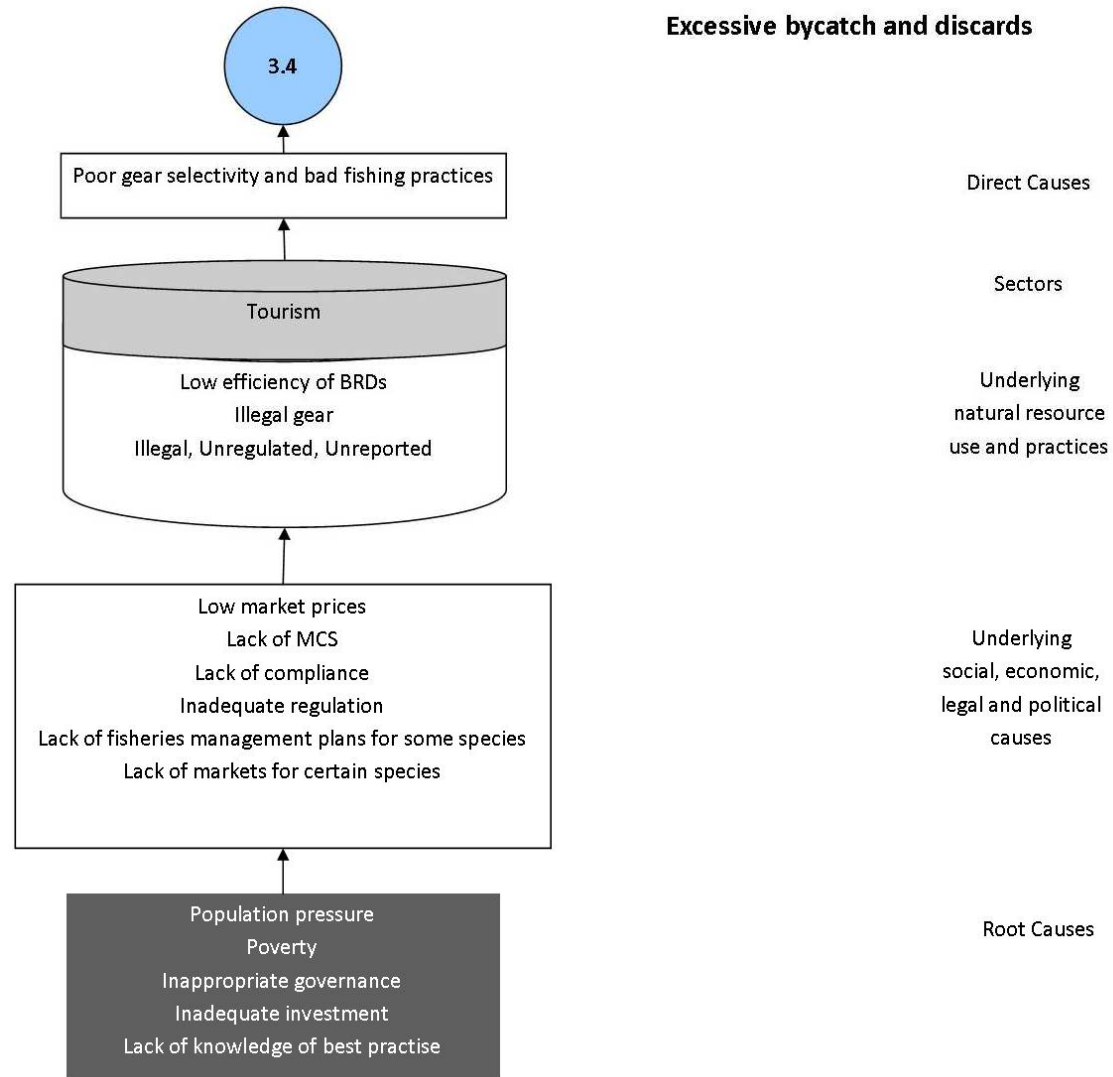 Excessive bycatch and discards
3.4
Poor gear selectivity and bad fishing practices
Direct Causes
Tourism
Sectors
Low efficiency of BRDs
Illegal gear
Illegal, Unregulated, Unreported
Underlying
natural resource
use and practices
Low market prices
Lack of MCS
Lack of compliance
Inadequate regulation
Lack of fisheries management plans for some species
Lack of markets for certain species
Underlying
social, economic,
legal and political
causes
Population pressure
Poverty
Inappropriate governance
Inadequate investment
Lack of knowledge of best practise
Root Causes